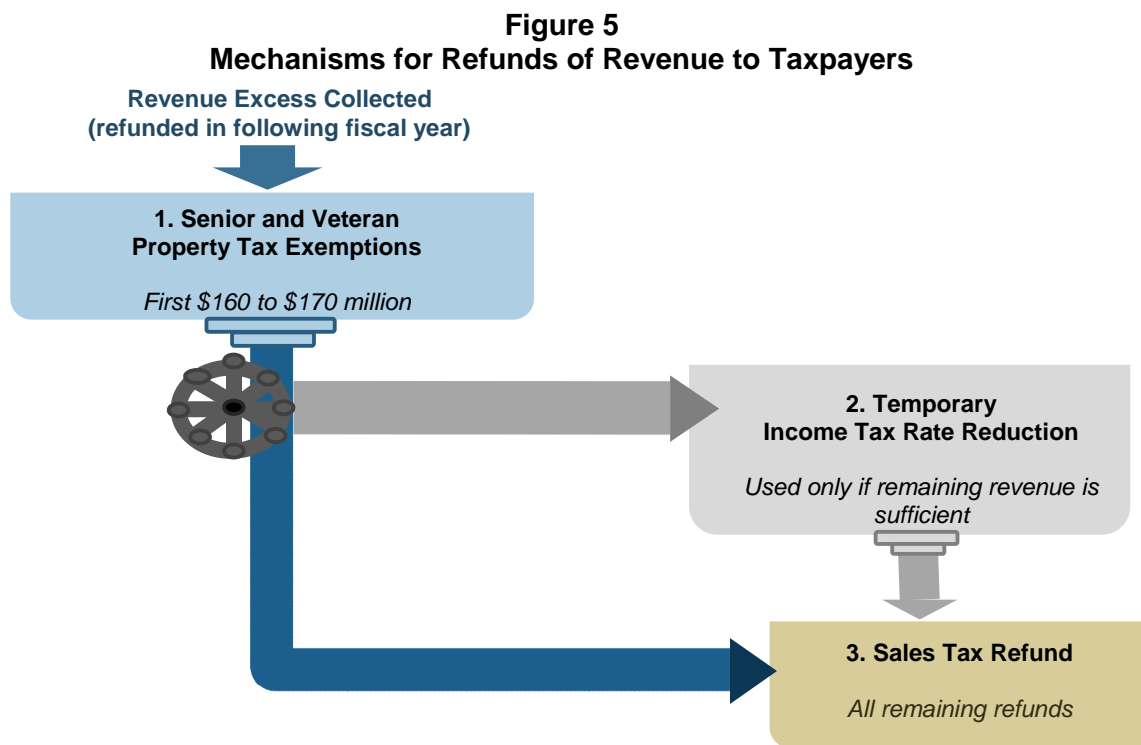 Figure 5
Mechanisms for Refunds of Revenue to Taxpayers
Revenue Excess Collected
(refunded in following fiscal year)
1. Senior and Veteran
Property Tax Exemptions
First $160 to $170 million
2. Temporary
Income Tax Rate Reduction
Used only if remaining revenue is
sufficient
3. Sales Tax Refund
All remaining refunds